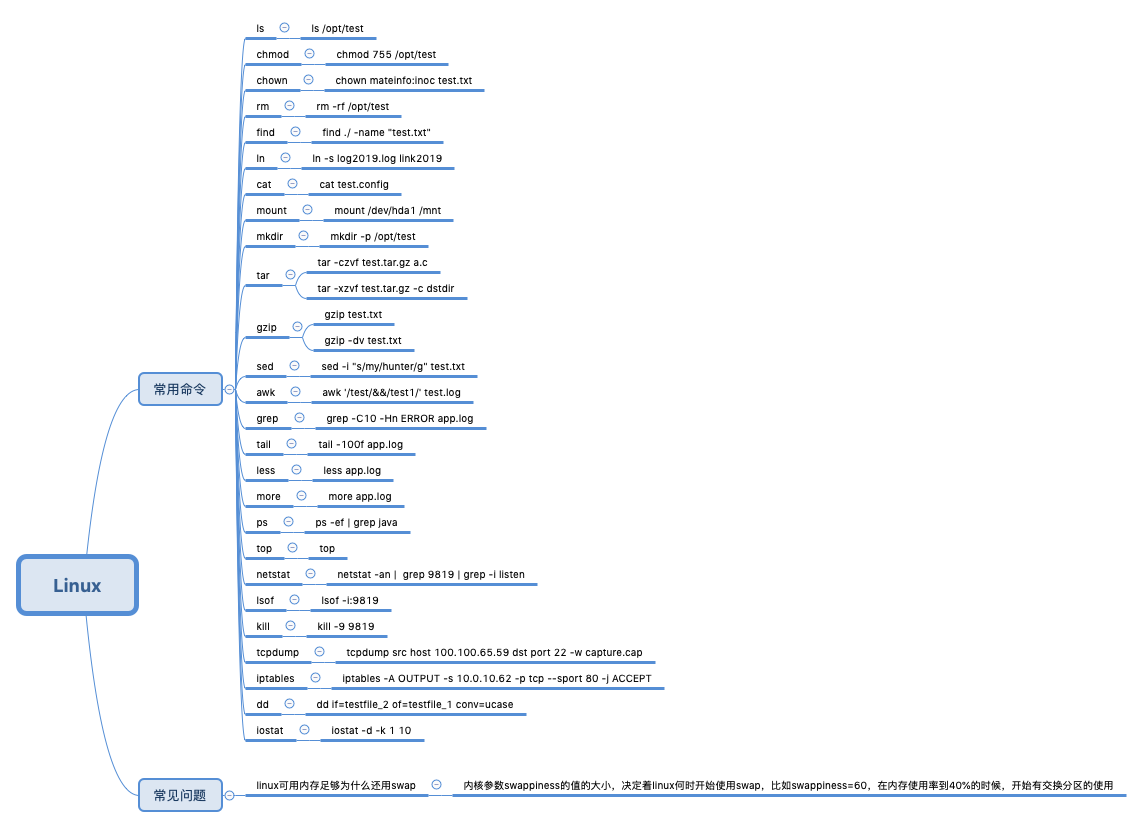 Linux
常用命令
ls
ls /opt/test
chmod
chmod 755 /opt/test
chown
chown mateinfo:inoc test.txt
rm
rm -rf /opt/test
find
find ./ -name "test.txt"
ln
ln -s log2019.log link2019
cat
cat test.config
mount
mount /dev/hda1 /mnt
mkdir
mkdir -p /opt/test
tar
tar -czvf test.tar.gz a.c
tar -xzvf test.tar.gz -c dstdir
gzip
gzip test.txt
gzip -dv test.txt
sed
sed -i "s/my/hunter/g" test.txt
awk
awk '/test/&&/test1/' test.log
grep
grep -C10 -Hn ERROR app.log
tail
tail -100f app.log
less
less app.log
more
more app.log
ps
ps -ef | grep java
top
top
netstat
netstat -an | grep 9819 | grep -i listen
lsof
lsof -i:9819
kill
kill -9 9819
tcpdump
tcpdump src host 100.100.65.59 dst port 22 -w capture.cap
iptables
iptables -A OUTPUT -s 10.0.10.62 -p tcp --sport 80 -j ACCEPT
dd
dd if=testfile_2 of=testfile_1 conv=ucase
iostat
iostat -d -k 1 10
常见问题
linux可用内存足够为什么还用swap
内核参数swappiness的值的大小，决定着linux何时开始使用swap，比如swappiness=60，在内存使用率到40%的时候，开始有交换分区的使用